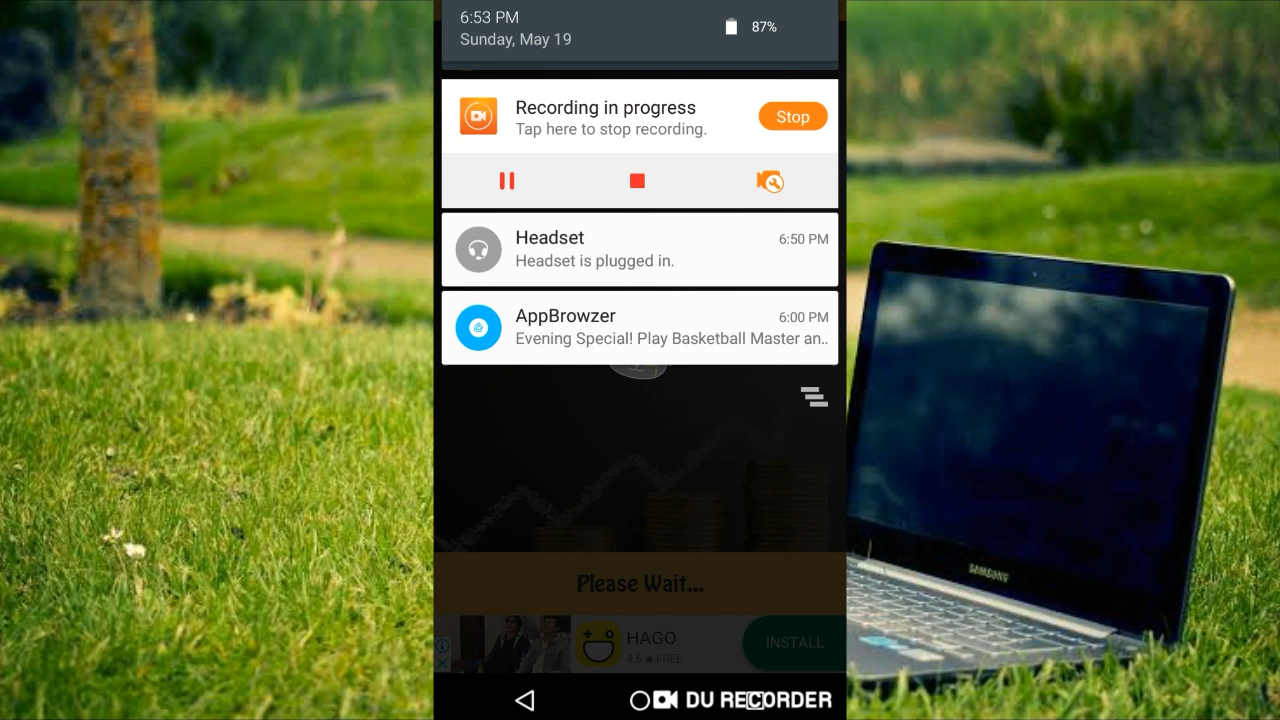 6:53 PM
87%
Sunday, May 19
Recording in progress
Stop
Tap here to stop recording.
Headset
6:50 PM
Headset is plugged in.
AppBrowzer
6:00 PM
Evening Special! Play Basketball Master an..
Please Wait...
HAGO
4.6 ★ FREE
INSTALL
DU RECORDER
SAMSUNG